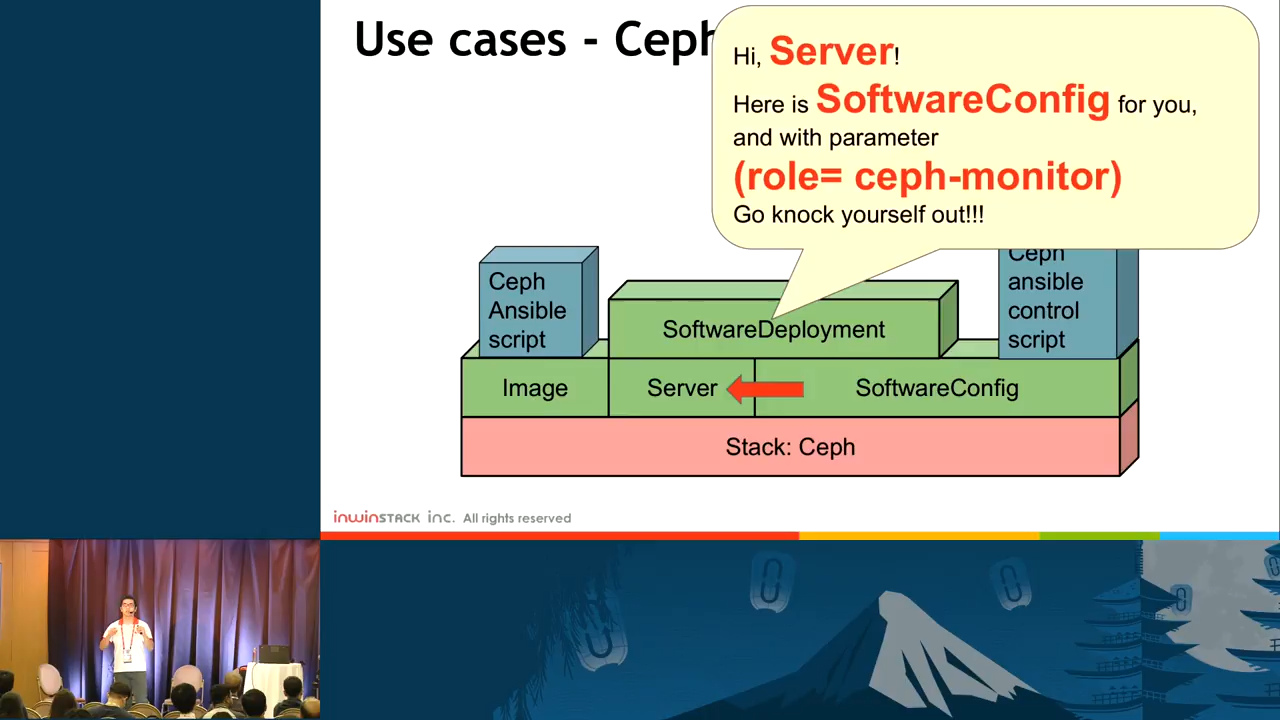 Use cases - Ceph
Hi, Server!
Here is SoftwareConfig for you,
and with parameter
(role= ceph-monitor)
Go knock yourself out!!!
Ceph
Ansible
script
Ceph
ansible
control
script
SoftwareDeployment
Image
Server
SoftwareConfig
Stack: Ceph
inwinSTACK inc. All rights reserved